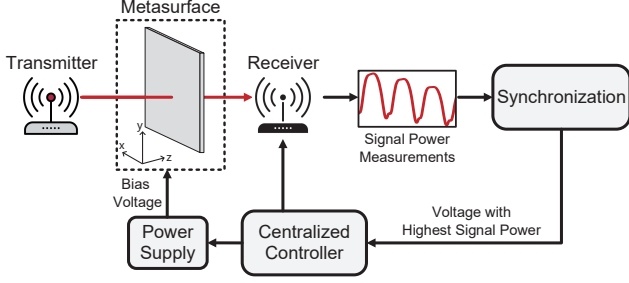 Metasurface
Transmitter
Receiver
y
x
z
Signal Power
Measurements
Synchronization
Bias
Voltage
Power
Supply
Centralized
Controller
Voltage with
Highest Signal Power